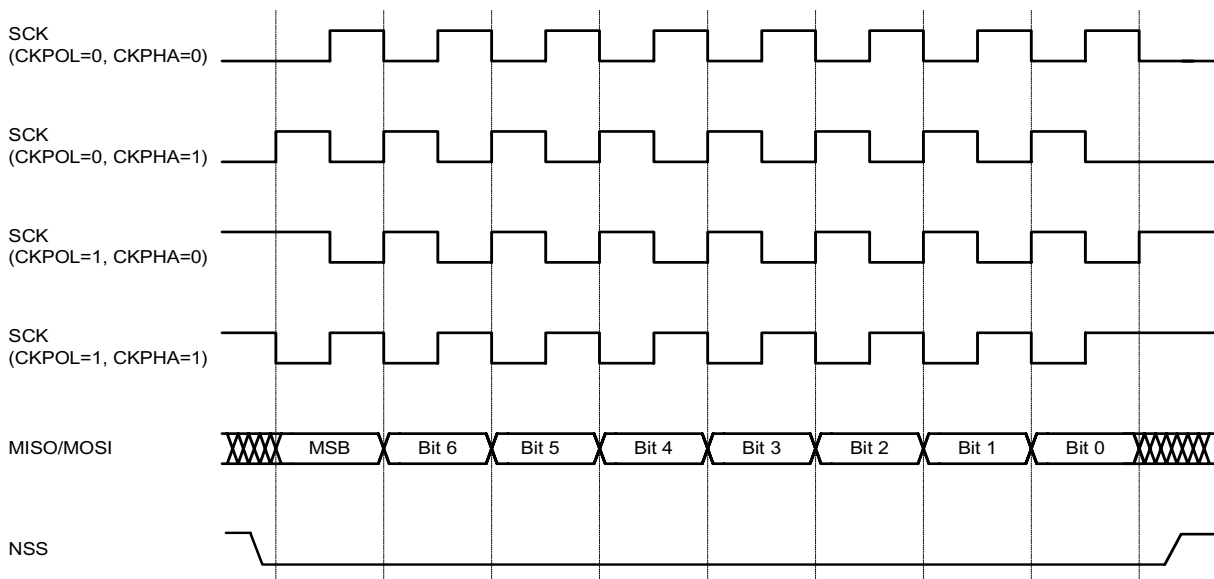 SCK
(CKPOL=0, CKPHA=0)
SCK
(CKPOL=0, CKPHA=1)
SCK
(CKPOL=1, CKPHA=0)
SCK
(CKPOL=1, CKPHA=1)
MISO/MOSI MSB Bit 6 Bit 5 Bit 4 Bit 3 Bit 2 Bit 1 Bit 0
NSS